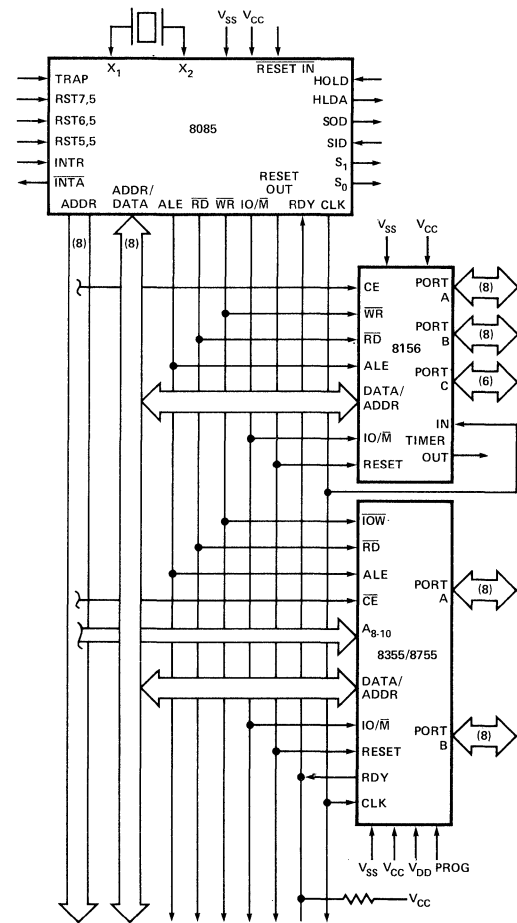 VSS VCC
X1 X2 RESET IN
TRAP HOLD
RST7,5 HLDA
RST6,5 8085 SOD
RST5,5 SID
INTR RESET OUT S1
INTA S0
ADDR ADDR/DATA ALE RD WR IO/M RDY CLK
(8) (8)
VSS VCC
CE PORT A (8)
WR
RD PORT B (8)
8156
ALE
PORT C (6)
DATA/ADDR
IN
IO/M TIMER
RESET OUT
IOW
RD
ALE
PORT A (8)
CE
A8-10
8355/8755
DATA/ADDR
IO/M
PORT B (8)
RESET
RDY
CLK
VSS VCC VDD PROG
VCC